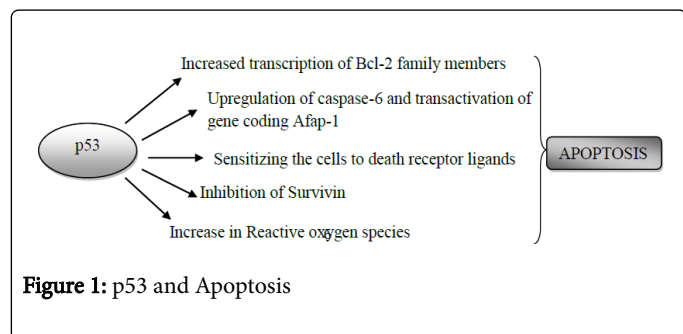 Increased transcription of Bcl-2 family members
Upregulation of caspase-6 and transactivation of
gene coding Afap-1
p53
Sensitizing the cells to death receptor ligands
APOPTOSIS
Inhibition of Survivin
Increase in Reactive oxygen species
6
Figure 1: p53 and Apoptosis